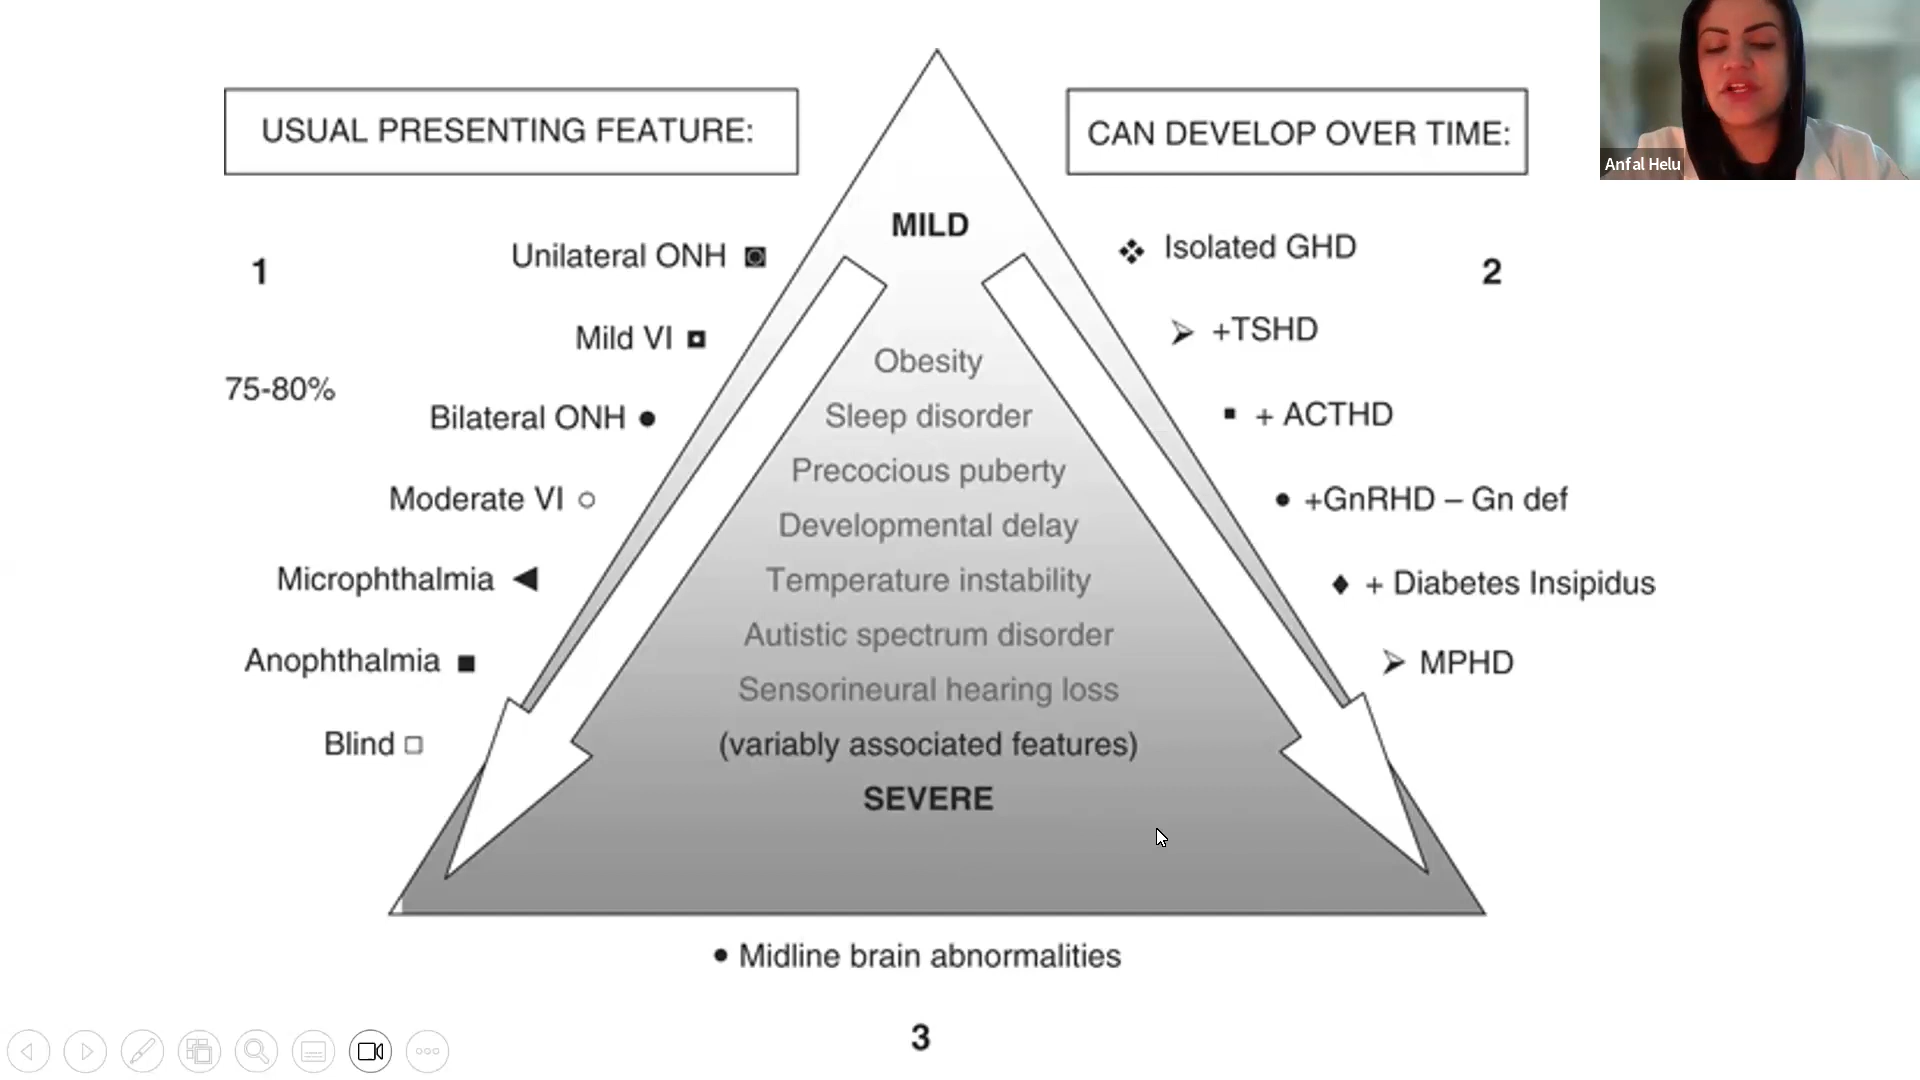 USUAL PRESENTING FEATURE:
CAN DEVELOP OVER TIME:
Anfal Helu
1
Unilateral ONH
Mild VI
75-80%
Bilateral ONH
Moderate VI
Microphthalmia
Anophthalmia
Blind
MILD
Obesity
Sleep disorder
Precocious puberty
Developmental delay
Temperature instability
Autistic spectrum disorder
Sensorineural hearing loss
(variably associated features)
SEVERE
Isolated GHD
2
+TSHD
+ ACTHD
+GnRHD – Gn def
+ Diabetes Insipidus
MPHD
• Midline brain abnormalities
3